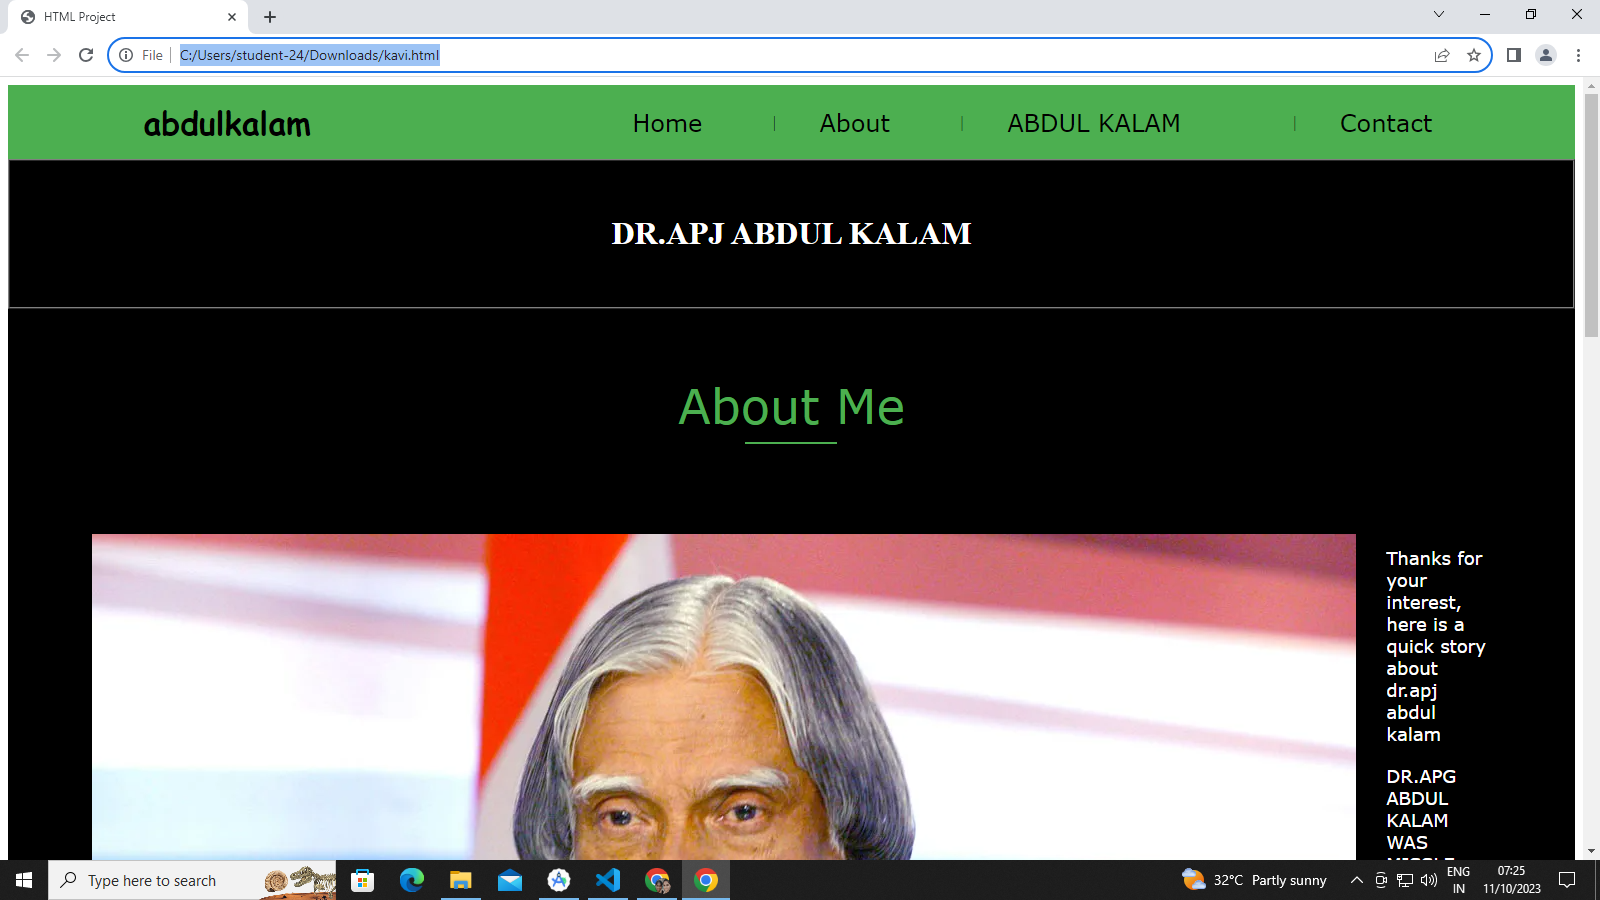 HTML Project
File
C:/Users/student-24/Downloads/kavi.html
abdulkalam
Home
About
ABDUL KALAM
Contact
DR.APJ ABDUL KALAM
About Me
Thanks for
your
interest,
here is a
quick story
about
dr.apj
abdul
kalam
DR.APG
ABDUL
KALAM
WAS
Type here to search
32°C Partly sunny
ENG
IN
07:25
11/10/2023